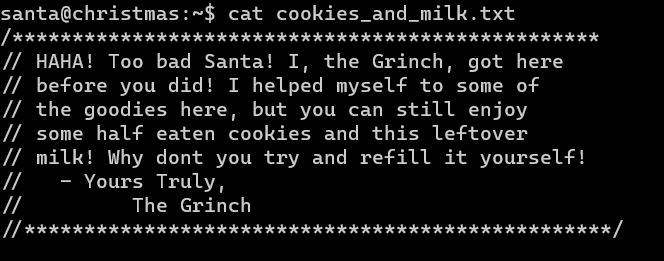 santa@christmas:~$ cat cookies_and_milk.txt
/*************************************************
// HAHA! Too bad Santa! I, the Grinch, got here
// before you did! I helped myself to some of
// the goodies here, but you can still enjoy
// some half eaten cookies and this leftover
// milk! Why dont you try and refill it yourself!
//   - Yours Truly,
//         The Grinch
//*************************************************/